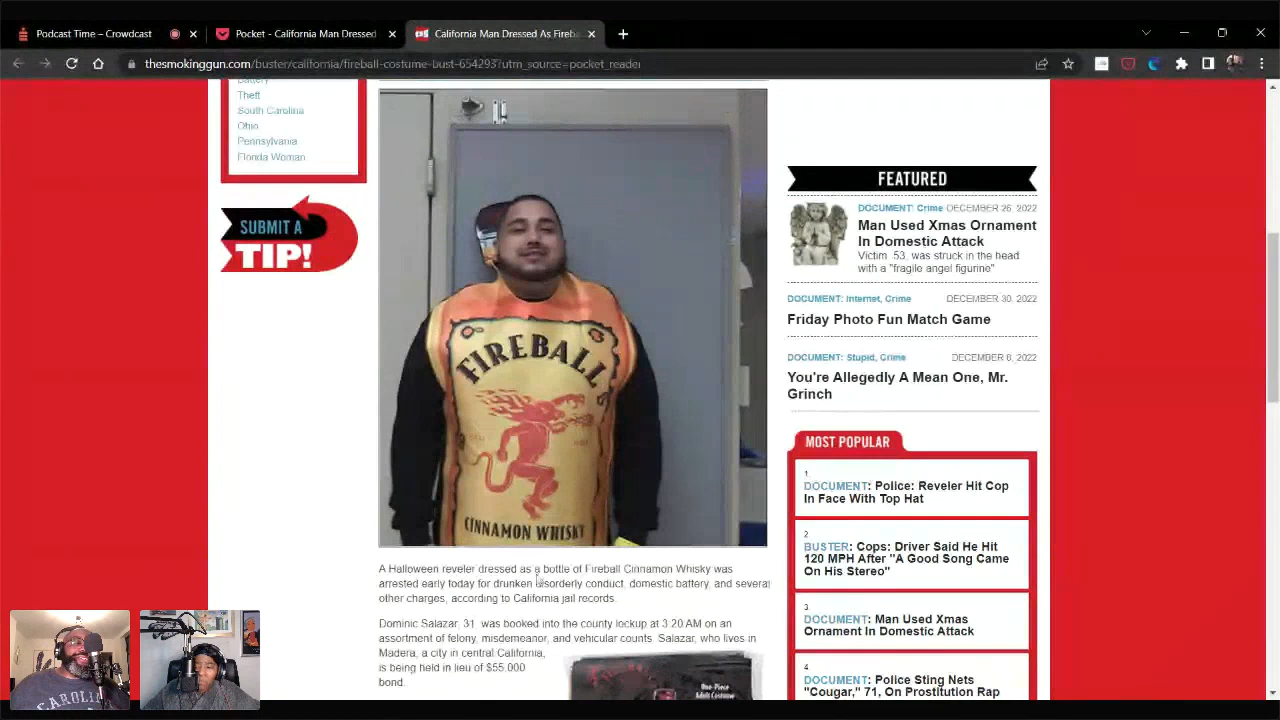 Podcast Time – Crowdcast
Pocket - California Man Dressed
California Man Dressed As Fireba
thesmokinggun.com/buster/california/fireball-costume-bust-654293?utm_source=pocket_reader
Battery
Theft
South Carolina
Ohio
Pennsylvania
Florida Woman
SUBMIT A
TIP!
FIREBALL
CINNAMON WHISKY
A Halloween reveler dressed as a bottle of Fireball Cinnamon Whisky was
arrested early today for drunken disorderly conduct, domestic battery, and several
other charges, according to California jail records.
Dominic Salazar, 31, was booked into the county lockup at 3:20 AM on an
assortment of felony, misdemeanor, and vehicular counts. Salazar, who lives in
Madera, a city in central California,
is being held in lieu of $55,000
bond.
One-Piece
Adult Costume
FEATURED
DOCUMENT: Crime DECEMBER 26, 2022
Man Used Xmas Ornament
In Domestic Attack
Victim, 53, was struck in the head
with a "fragile angel figurine"
DOCUMENT: Internet, Crime DECEMBER 30, 2022
Friday Photo Fun Match Game
DOCUMENT: Stupid, Crime DECEMBER 6, 2022
You're Allegedly A Mean One, Mr.
Grinch
MOST POPULAR
1.
DOCUMENT: Police: Reveler Hit Cop
In Face With Top Hat
2.
BUSTER: Cops: Driver Said He Hit
120 MPH After "A Good Song Came
On His Stereo"
3.
DOCUMENT: Man Used Xmas
Ornament In Domestic Attack
4.
DOCUMENT: Police Sting Nets
"Cougar," 71, On Prostitution Rap
CAROLINA